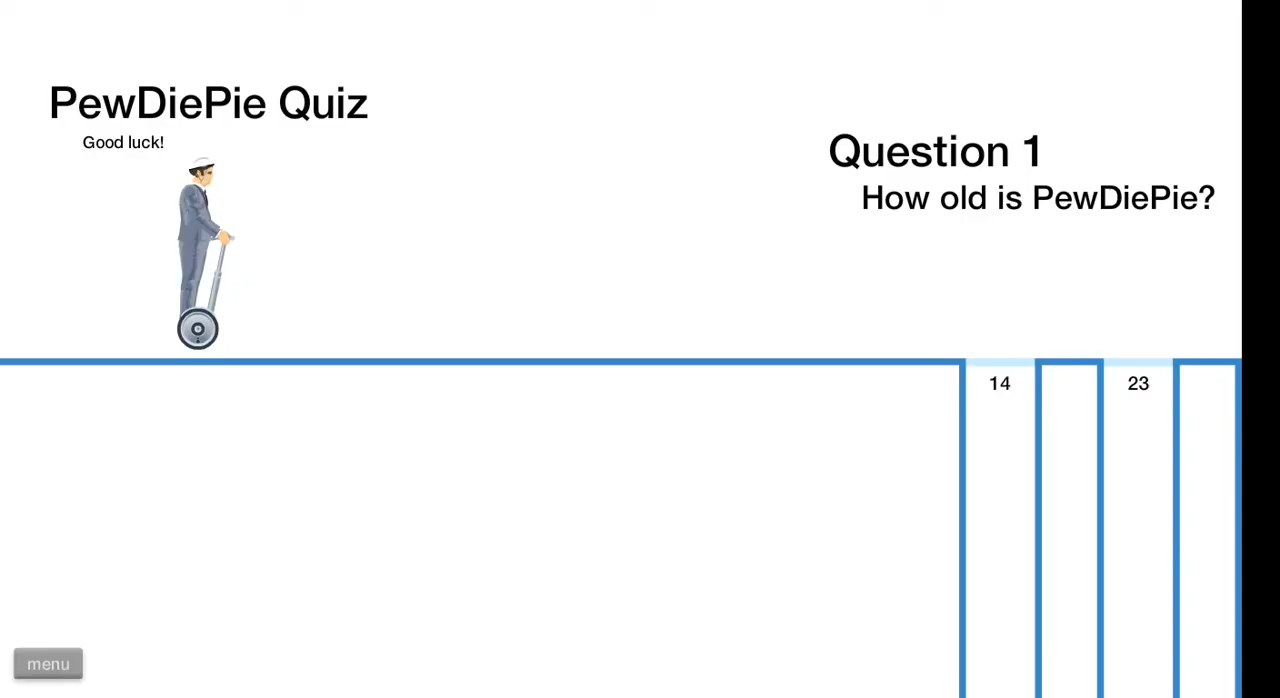 PewDiePie Quiz
Good luck!
Question 1
How old is PewDiePie?
14
23
menu